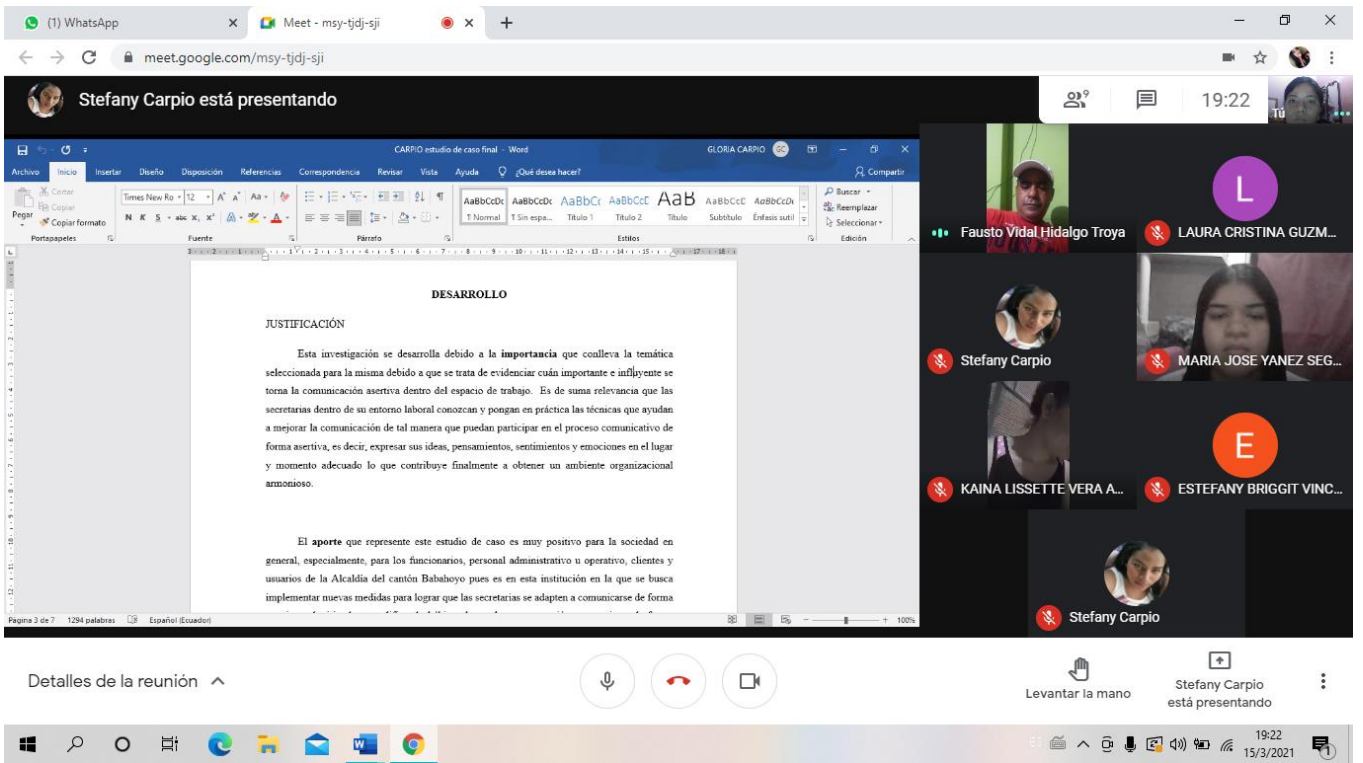 (1) WhatsApp
Meet - msy-tjdj-sji
meet.google.com/msy-tjdj-sji
Stefany Carpio está presentando
9
19:22
Tú
CARPIO estudio de caso final - Word
GLORIA CARPIO
GC
Archivo Inicio Insertar Diseño Disposición Referencias Correspondencia Revisar Vista Ayuda ¿Qué desea hacer? Compartir
Pegar
Cortar
Copiar
Copiar formato
Portapapeles
Times New Ro 12
N K S
Fuente
Párrafo
AaBbCcDc AaBbCcDc AaBbCc AaBbCcE AaB AaBbCcE AaBbCcDc
1 Normal 1 Sin espa... Título 1 Título 2 Título Subtítulo Énfasis sutil
Estilos
Buscar
Reemplazar
Seleccionar
Edición
DESARROLLO
JUSTIFICACIÓN
Esta investigación se desarrolla debido a la importancia que conlleva la temática
seleccionada para la misma debido a que se trata de evidenciar cuán importante e influyente se
torna la comunicación asertiva dentro del espacio de trabajo. Es de suma relevancia que las
secretarias dentro de su entorno laboral conozcan y pongan en práctica las técnicas que ayudan
a mejorar la comunicación de tal manera que puedan participar en el proceso comunicativo de
forma asertiva, es decir, expresar sus ideas, pensamientos, sentimientos y emociones en el lugar
y momento adecuado lo que contribuye finalmente a obtener un ambiente organizacional
armonioso.
El aporte que represente este estudio de caso es muy positivo para la sociedad en
general, especialmente, para los funcionarios, personal administrativo u operativo, clientes y
usuarios de la Alcaldía del cantón Babahoyo pues es en esta institución en la que se busca
implementar nuevas medidas para lograr que las secretarias se adapten a comunicarse de forma
Página 3 de 7 1294 palabras Español (Ecuador) 100%
Fausto Vidal Hidalgo Troya
L
LAURA CRISTINA GUZM...
Stefany Carpio
MARIA JOSE YANEZ SEG...
KAINA LISSETTE VERA A...
E
ESTEFANY BRIGGIT VINC...
Stefany Carpio
Detalles de la reunión
Levantar la mano
Stefany Carpio
está presentando
19:22
15/3/2021